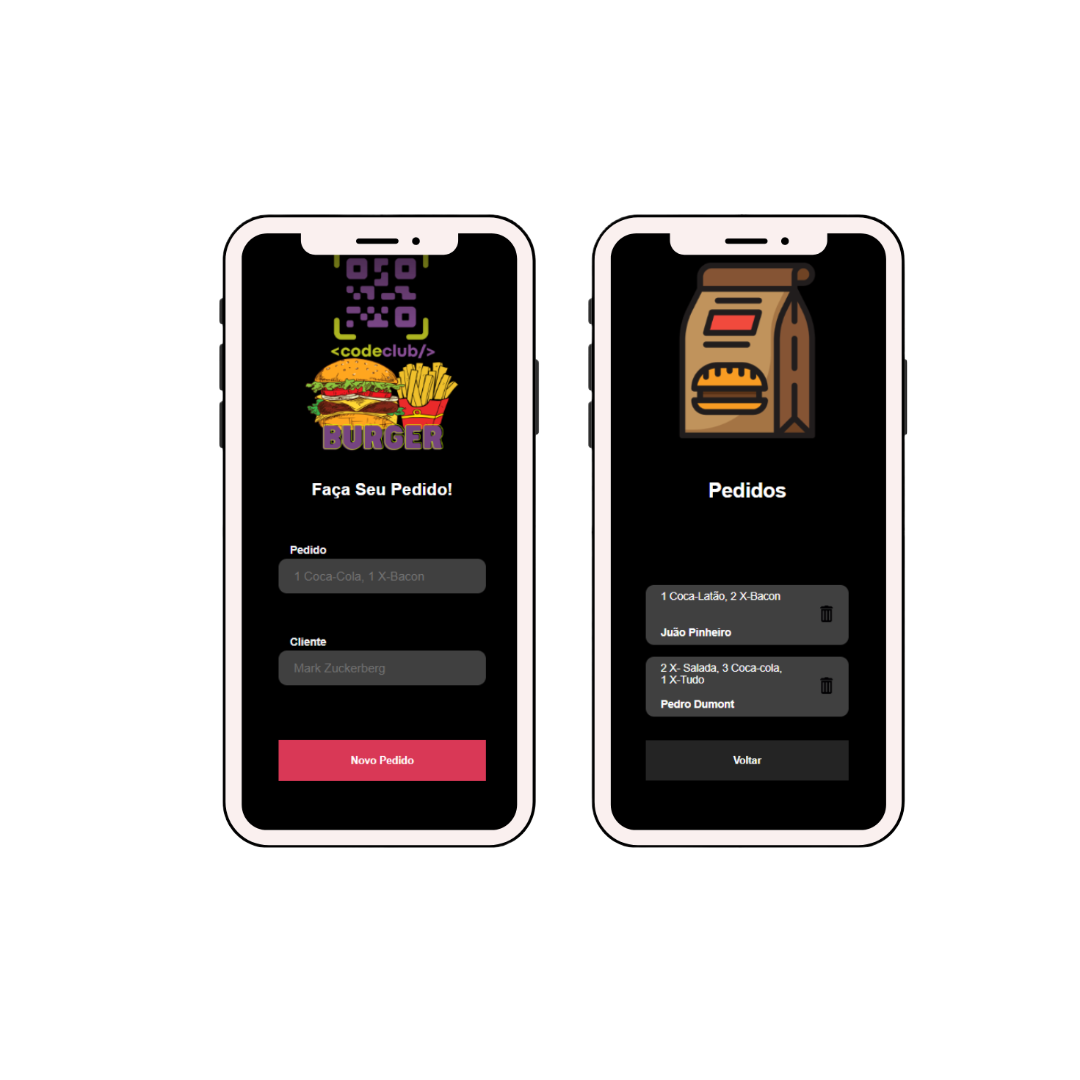 <codeclub/>
BURGER
Faça Seu Pedido!
Pedido
1 Coca-Cola, 1 X-Bacon
Cliente
Mark Zuckerberg
Novo Pedido
Pedidos
1 Coca-Latão, 2 X-Bacon
Juão Pinheiro
2 X- Salada, 3 Coca-cola,
1 X-Tudo
Pedro Dumont
Voltar